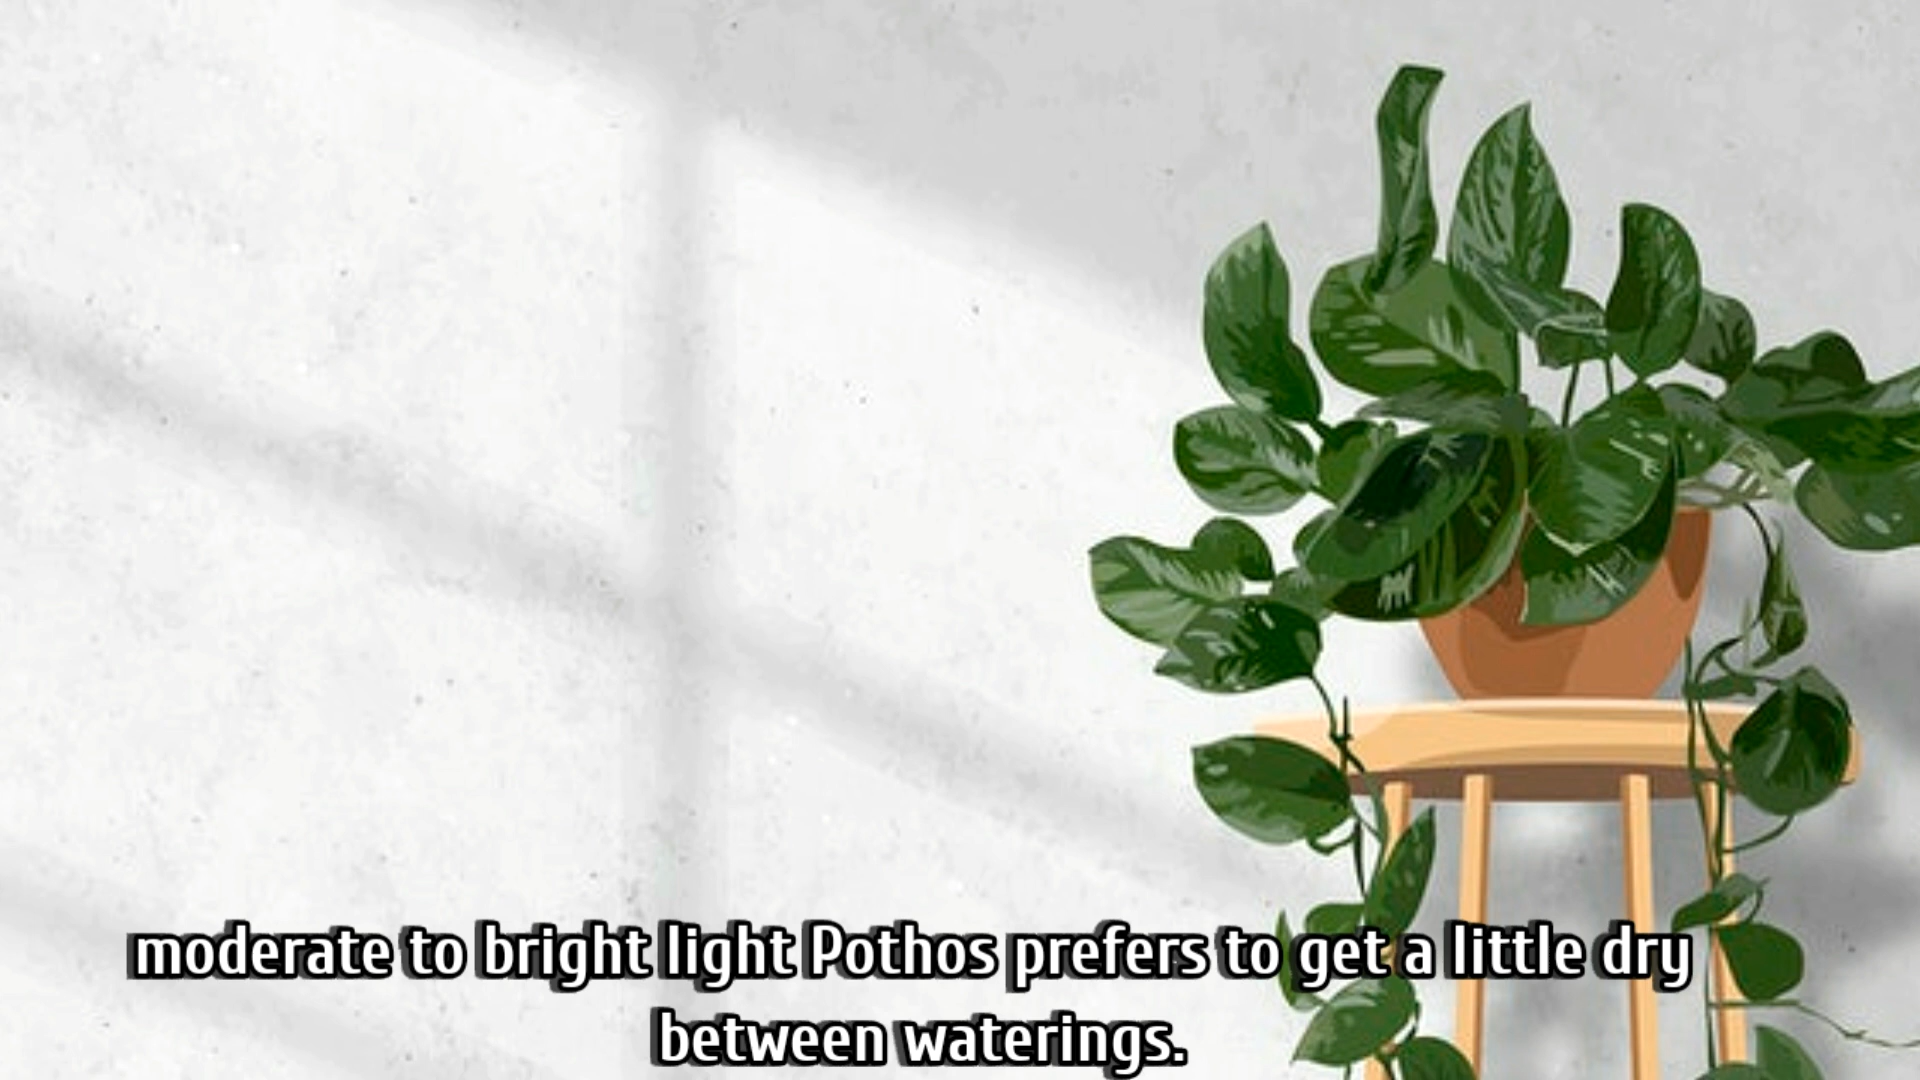 moderate to bright light Pothos prefers to get a little dry
between waterings.